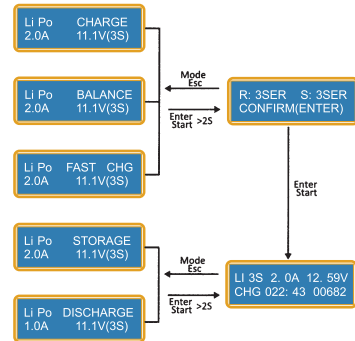 Li Po CHARGE
2.0A 11.1V(3S)
Li Po BALANCE
2.0A 11.1V(3S)
Li Po FAST CHG
2.0A 11.1V(3S)
Mode
Esc
Enter
Start >2S
R: 3SER S: 3SER
CONFIRM(ENTER)
Enter
Start
Li Po STORAGE
2.0A 11.1V(3S)
Li Po DISCHARGE
1.0A 11.1V(3S)
Mode
Esc
Enter
Start >2S
LI 3S 2. 0A 12. 59V
CHG 022: 43 00682